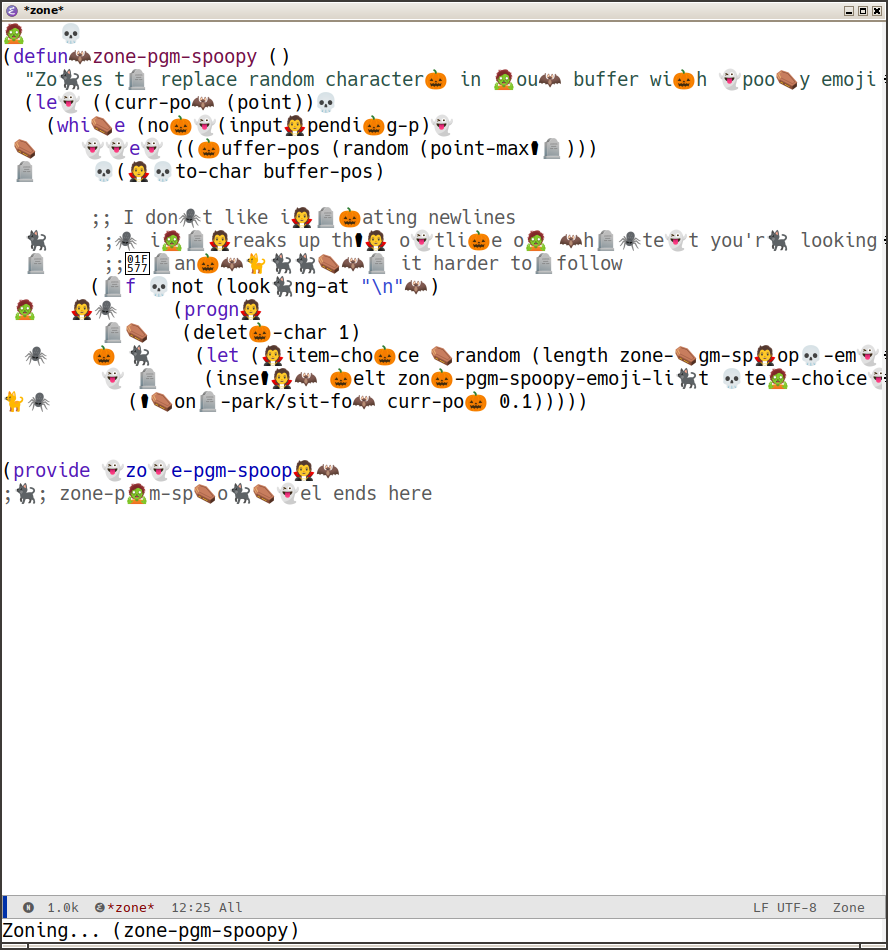 *zone*
🧟    💀
(defun🦇zone-pgm-spoopy ()
  "Zo🐈‍⬛es t🪦 replace random character🎃 in 🧟ou🦇 buffer wi🎃h 👻poo⚰️y emoji
  (le👻 ((curr-po🦇 (point))💀
    (whi⚰️e (no🎃👻(input🧛pendi🎃g-p)👻
 ⚰️    👻👻e👻 ((🎃uffer-pos (random (point-max⚰🪦)))
 🪦     💀(🧛💀to-char buffer-pos)
        ;; I don🕷️t like i🧛🪦🎃ating newlines
  🐈‍⬛     ;🕷️ i🧟🪦🧛reaks up th⚰🧛 o👻tli🎃e o🧟 🦇h🪦🕷️te👻t you'r🐈‍⬛ looking
  🪦     ;;🕷🪦an🎃🦇🐈🐈‍⬛🐈‍⬛⚰️🦇🪦 it harder to🪦follow
        (🪦f 💀not (look🐈‍⬛ng-at "\n"🦇)
 🧟   🧛🕷️     (progn🧛
         🪦⚰️   (delet🎃-char 1)
  🕷️    🎃 🐈‍⬛    (let (🧛item-cho🎃ce ⚰️random (length zone-⚰️gm-sp🧛op💀-em👻
         👻 🪦    (inse⚰🧛🦇 🎃elt zon🎃-pgm-spoopy-emoji-li🐈‍⬛t 💀te🧟-choice👻
🐈🕷️       (⚰⚰️on🪦-park/sit-fo🦇 curr-po🎃 0.1)))))
(provide 👻zo👻e-pgm-spoop🧛🦇
;🐈‍⬛; zone-p🧟m-sp⚰️o🐈‍⬛⚰️👻el ends here
N 1.0k *zone* 12:25 All LF UTF-8 Zone
Zoning... (zone-pgm-spoopy)